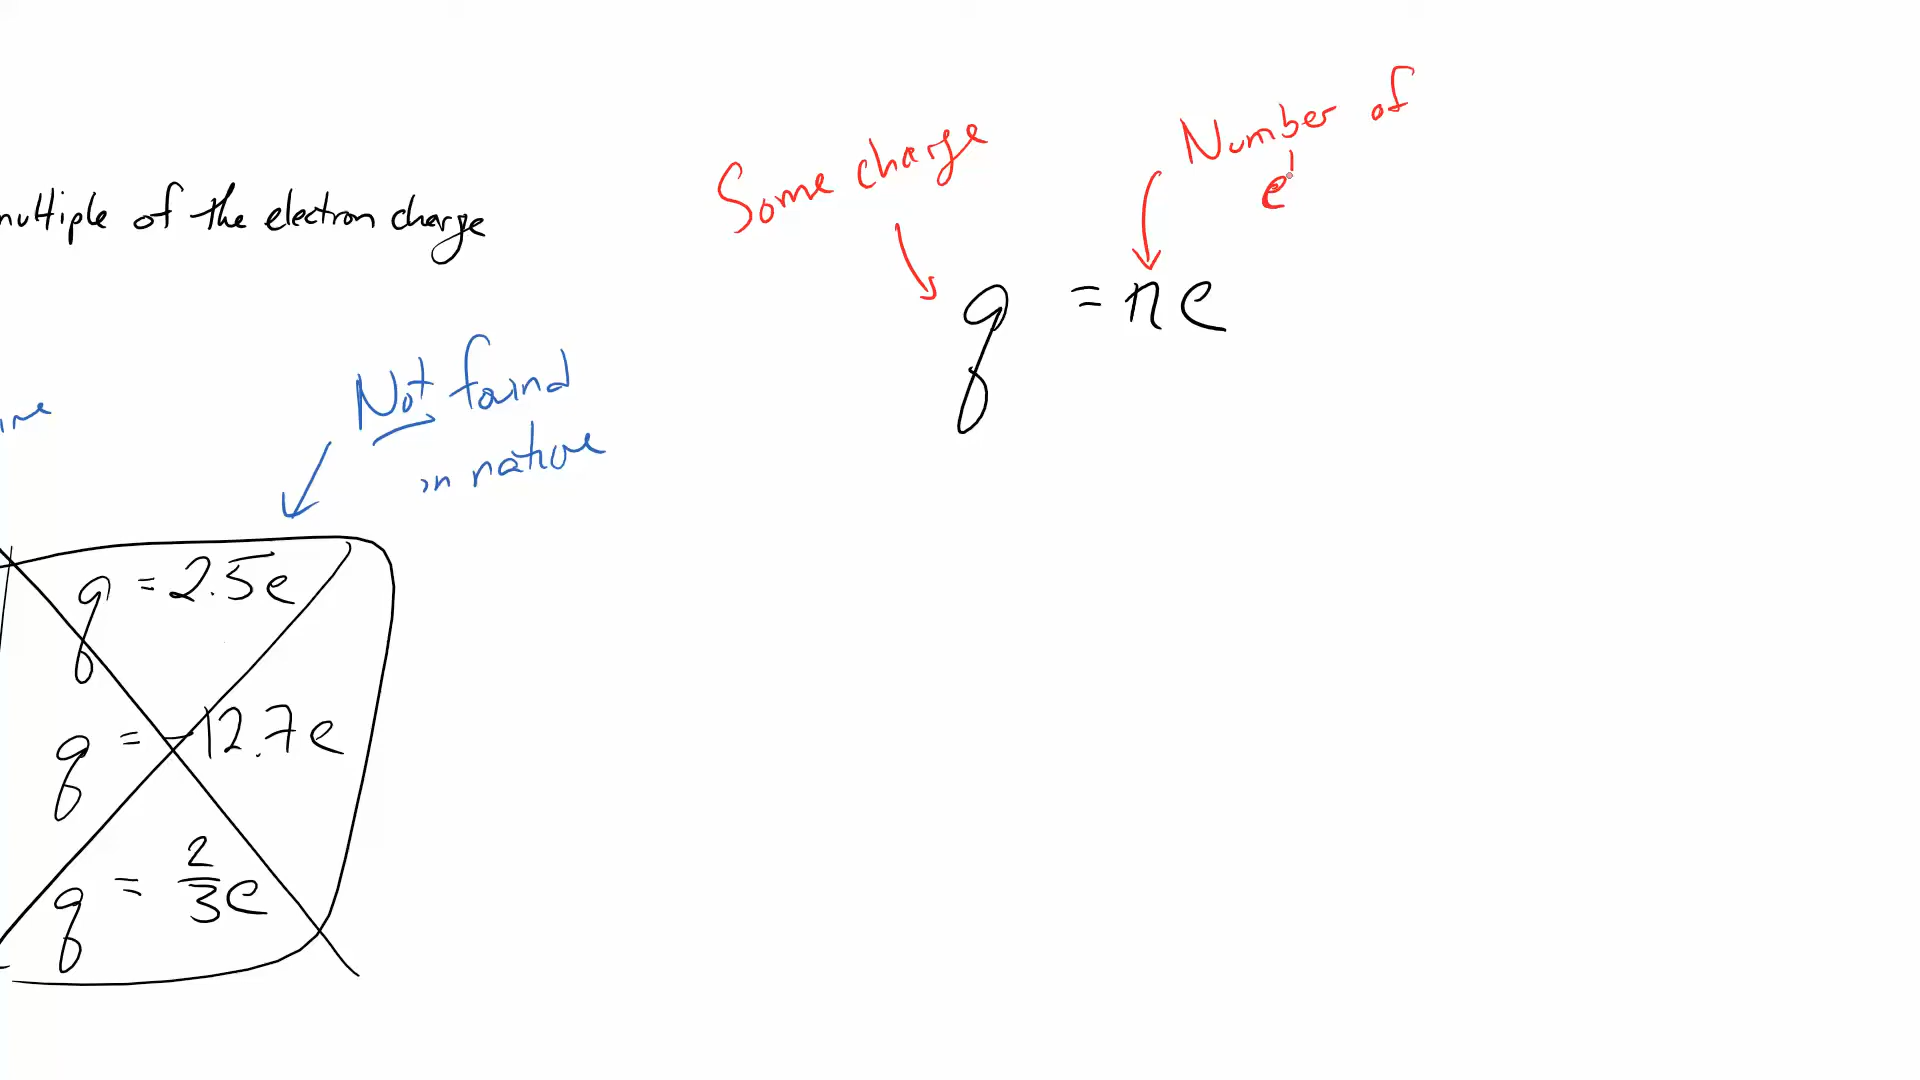 multiple of the electron charge
Not found
in nature
q = 2.5e
q = -12.7e
q = 2/3 e
Some charge
Number of
e'
q = ne